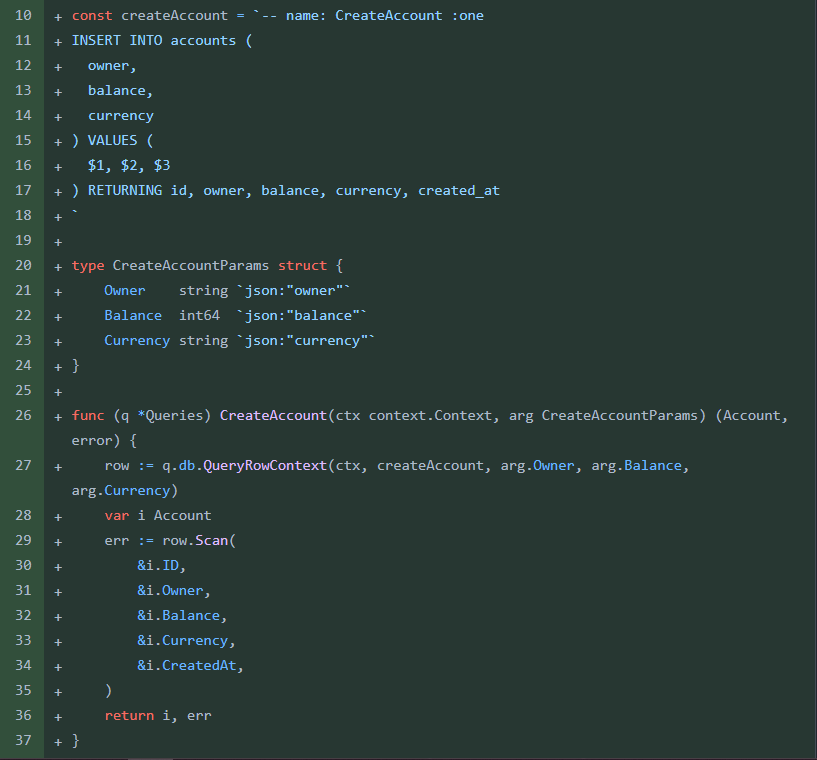 10 + const createAccount = `-- name: CreateAccount :one
11 + INSERT INTO accounts (
12 +   owner,
13 +   balance,
14 +   currency
15 + ) VALUES (
16 +   $1, $2, $3
17 + ) RETURNING id, owner, balance, currency, created_at
18 + `
19 +
20 + type CreateAccountParams struct {
21 +     Owner    string `json:"owner"`
22 +     Balance  int64  `json:"balance"`
23 +     Currency string `json:"currency"`
24 + }
25 +
26 + func (q *Queries) CreateAccount(ctx context.Context, arg CreateAccountParams) (Account,
error) {
27 +     row := q.db.QueryRowContext(ctx, createAccount, arg.Owner, arg.Balance,
arg.Currency)
28 +     var i Account
29 +     err := row.Scan(
30 +         &i.ID,
31 +         &i.Owner,
32 +         &i.Balance,
33 +         &i.Currency,
34 +         &i.CreatedAt,
35 +     )
36 +     return i, err
37 + }